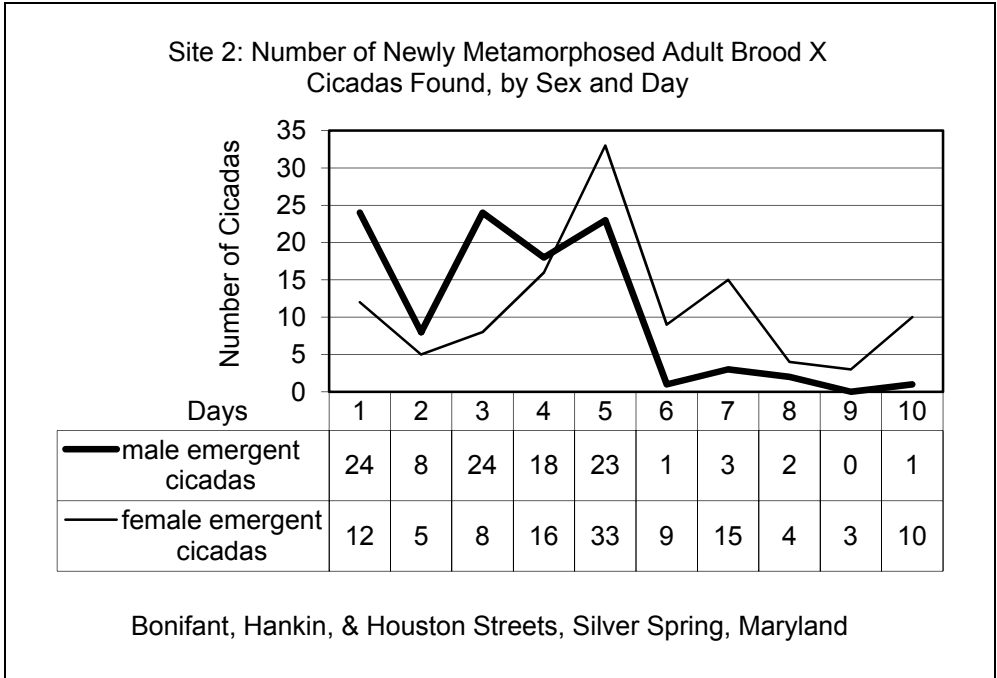 Site 2: Number of Newly Metamorphosed Adult Brood X
Cicadas Found, by Sex and Day
Number of Cicadas
35
30
25
20
15
10
5
0
Days 1 2 3 4 5 6 7 8 9 10
male emergent
cicadas 24 8 24 18 23 1 3 2 0 1
female emergent
cicadas 12 5 8 16 33 9 15 4 3 10
Bonifant, Hankin, & Houston Streets, Silver Spring, Maryland